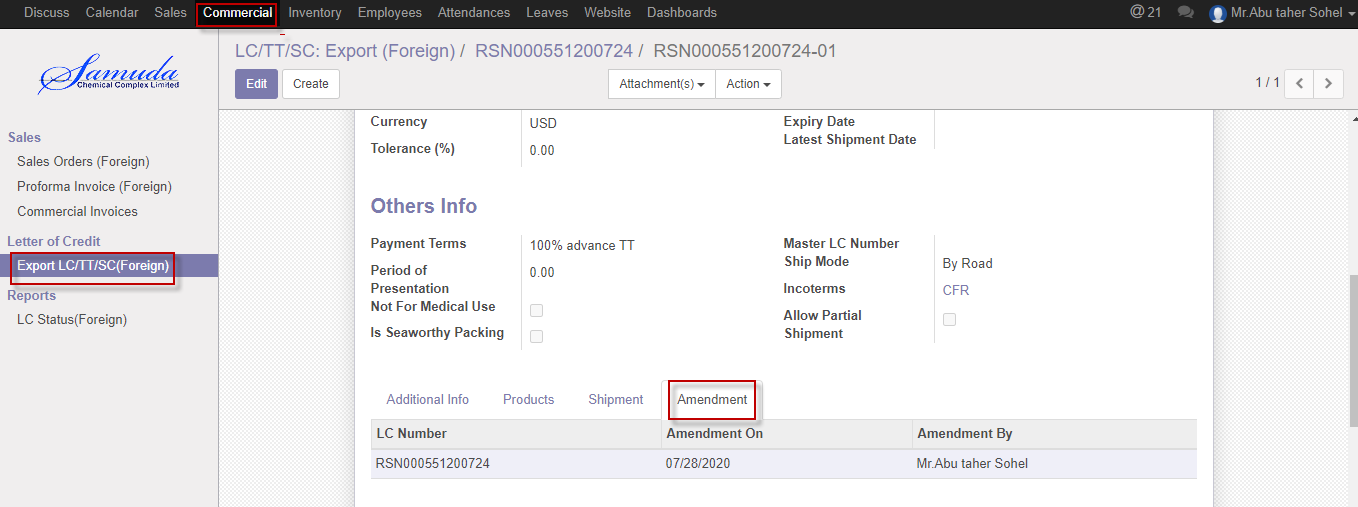 Discuss Calendar Sales Commercial Inventory Employees Attendances Leaves Website Dashboards @ 21 Mr.Abu taher Sohel
Samuda
Chemical Complex Limited
LC/TT/SC: Export (Foreign) / RSN000551200724 / RSN000551200724-01
Edit Create Attachment(s) Action 1 / 1
Sales
Sales Orders (Foreign)
Proforma Invoice (Foreign)
Commercial Invoices
Letter of Credit
Export LC/TT/SC(Foreign)
Reports
LC Status(Foreign)
Currency USD
Tolerance (%) 0.00
Expiry Date
Latest Shipment Date
Others Info
Payment Terms 100% advance TT
Period of
Presentation 0.00
Not For Medical Use
Is Seaworthy Packing
Master LC Number
Ship Mode By Road
Incoterms CFR
Allow Partial
Shipment
Additional Info Products Shipment Amendment
LC Number Amendment On Amendment By
RSN000551200724 07/28/2020 Mr.Abu taher Sohel